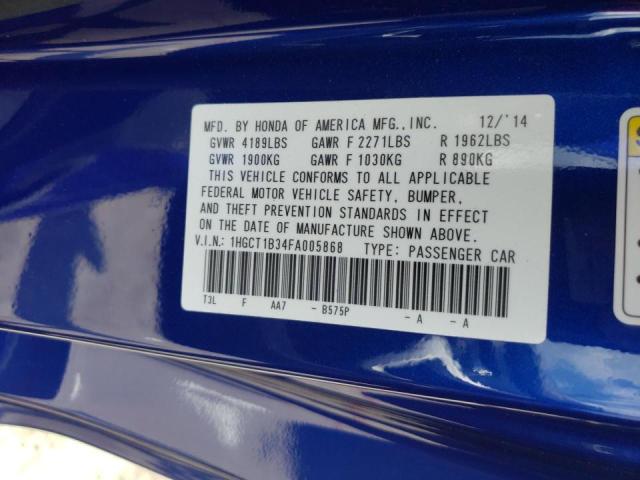 MFD. BY HONDA OF AMERICA MFG.,INC. 12/'14
GVWR 4189LBS GAWR F 2271LBS R 1962LBS
GVWR 1900KG GAWR F 1030KG R 890KG
THIS VEHICLE CONFORMS TO ALL APPLICABLE
FEDERAL MOTOR VEHICLE SAFETY, BUMPER,
AND THEFT PREVENTION STANDARDS IN EFFECT
ON THE DATE OF MANUFACTURE SHOWN ABOVE.
V.I.N.: 1HGCT1B34FA005868 TYPE: PASSENGER CAR
T3L F AA7 - B575P - A - A